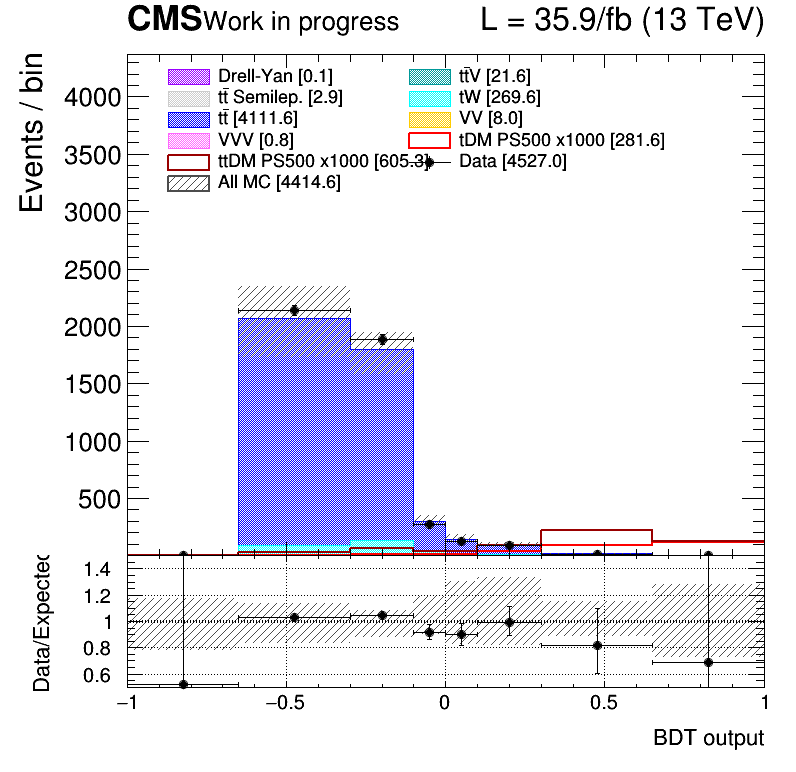 CMS Work in progress L = 35.9/fb (13 TeV)
Events / bin
Drell-Yan [0.1] tt̄V [21.6]
tt̄ Semilep. [2.9] tW [269.6]
tt̄ [4111.6] VV [8.0]
VVV [0.8] tDM PS500 x1000 [281.6]
ttDM PS500 x1000 [605.3] Data [4527.0]
All MC [4414.6]
4000
3500
3000
2500
2000
1500
1000
500
Data/Expected
1.4
1.2
1
0.8
0.6
−1 −0.5 0 0.5 1
BDT output